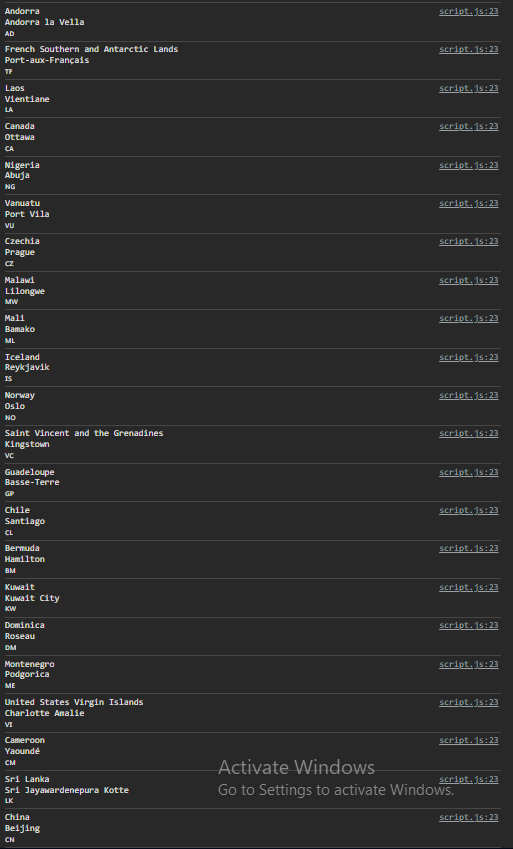 Andorra script.js:23
Andorra la Vella
AD
French Southern and Antarctic Lands script.js:23
Port-aux-Français
TF
Laos script.js:23
Vientiane
LA
Canada script.js:23
Ottawa
CA
Nigeria script.js:23
Abuja
NG
Vanuatu script.js:23
Port Vila
VU
Czechia script.js:23
Prague
CZ
Malawi script.js:23
Lilongwe
MW
Mali script.js:23
Bamako
ML
Iceland script.js:23
Reykjavik
IS
Norway script.js:23
Oslo
NO
Saint Vincent and the Grenadines script.js:23
Kingstown
VC
Guadeloupe script.js:23
Basse-Terre
GP
Chile script.js:23
Santiago
CL
Bermuda script.js:23
Hamilton
BM
Kuwait script.js:23
Kuwait City
KW
Dominica script.js:23
Roseau
DM
Montenegro script.js:23
Podgorica
ME
United States Virgin Islands script.js:23
Charlotte Amalie
VI
Cameroon script.js:23
Yaoundé
CM
Activate Windows
Sri Lanka script.js:23
Sri Jayawardenepura Kotte
Go to Settings to activate Windows.
LK
China script.js:23
Beijing
CN